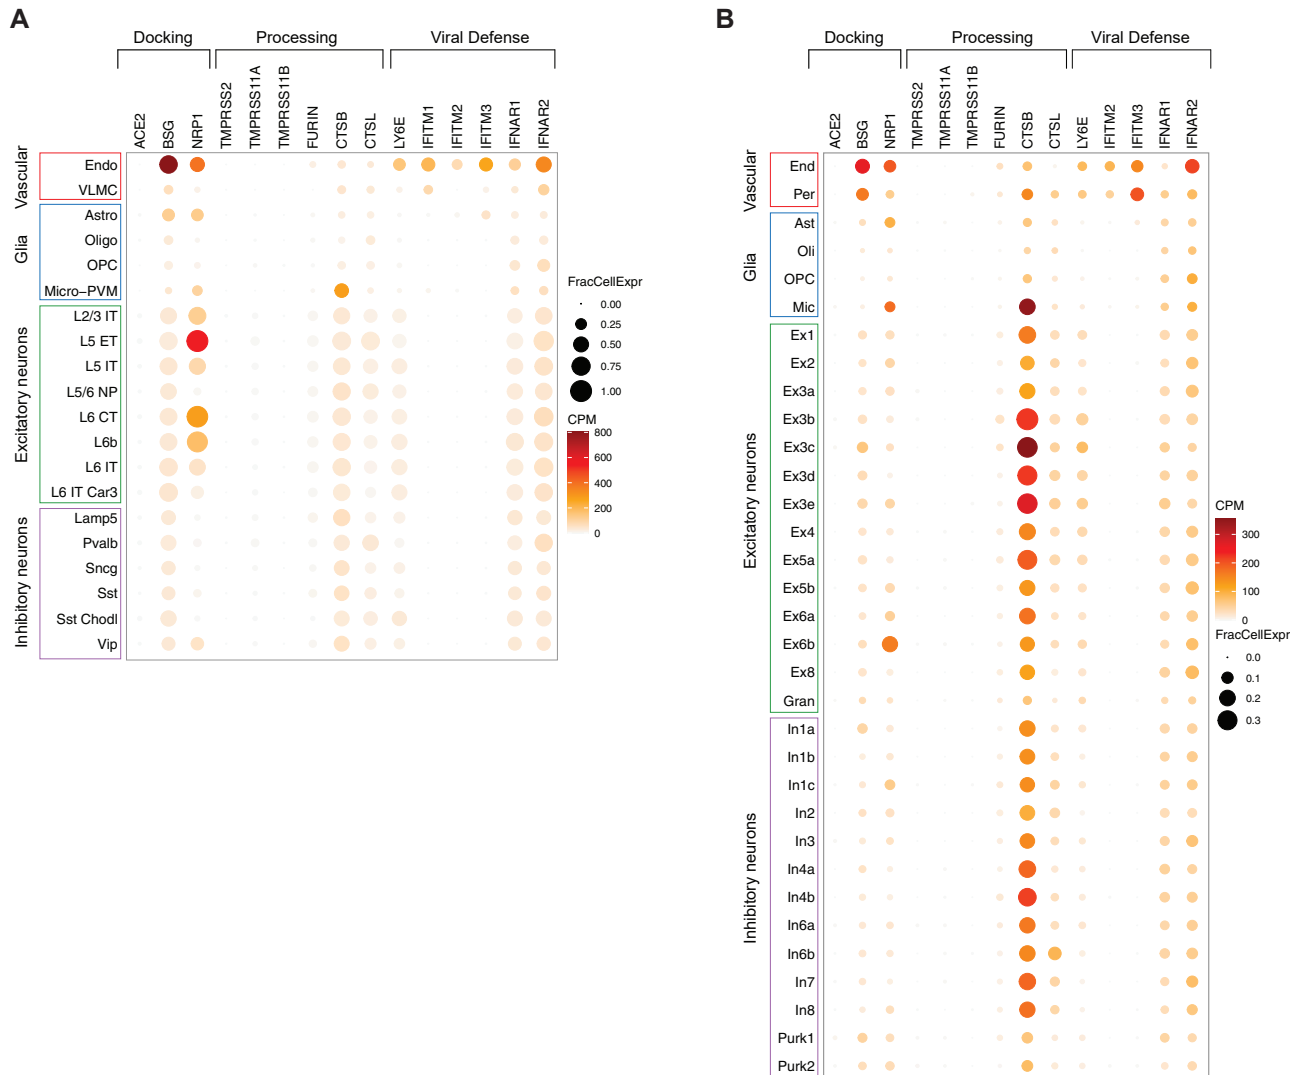 A
Docking Processing Viral Defense
ACE2 BSG NRP1 TMPRSS2 TMPRSS11A TMPRSS11B FURIN CTSB CTSL LY6E IFITM1 IFITM2 IFITM3 IFNAR1 IFNAR2
Vascular
Endo
VLMC
Glia
Astro
Oligo
OPC
Micro−PVM
Excitatory neurons
L2/3 IT
L5 ET
L5 IT
L5/6 NP
L6 CT
L6b
L6 IT
L6 IT Car3
Inhibitory neurons
Lamp5
Pvalb
Sncg
Sst
Sst Chodl
Vip
FracCellExpr
0.00
0.25
0.50
0.75
1.00
CPM
800
600
400
200
0
B
Docking Processing Viral Defense
ACE2 BSG NRP1 TMPRSS2 TMPRSS11A TMPRSS11B FURIN CTSB CTSL LY6E IFITM2 IFITM3 IFNAR1 IFNAR2
Vascular
End
Per
Glia
Ast
Oli
OPC
Mic
Excitatory neurons
Ex1
Ex2
Ex3a
Ex3b
Ex3c
Ex3d
Ex3e
Ex4
Ex5a
Ex5b
Ex6a
Ex6b
Ex8
Gran
Inhibitory neurons
In1a
In1b
In1c
In2
In3
In4a
In4b
In6a
In6b
In7
In8
Purk1
Purk2
CPM
300
200
100
0
FracCellExpr
0.0
0.1
0.2
0.3